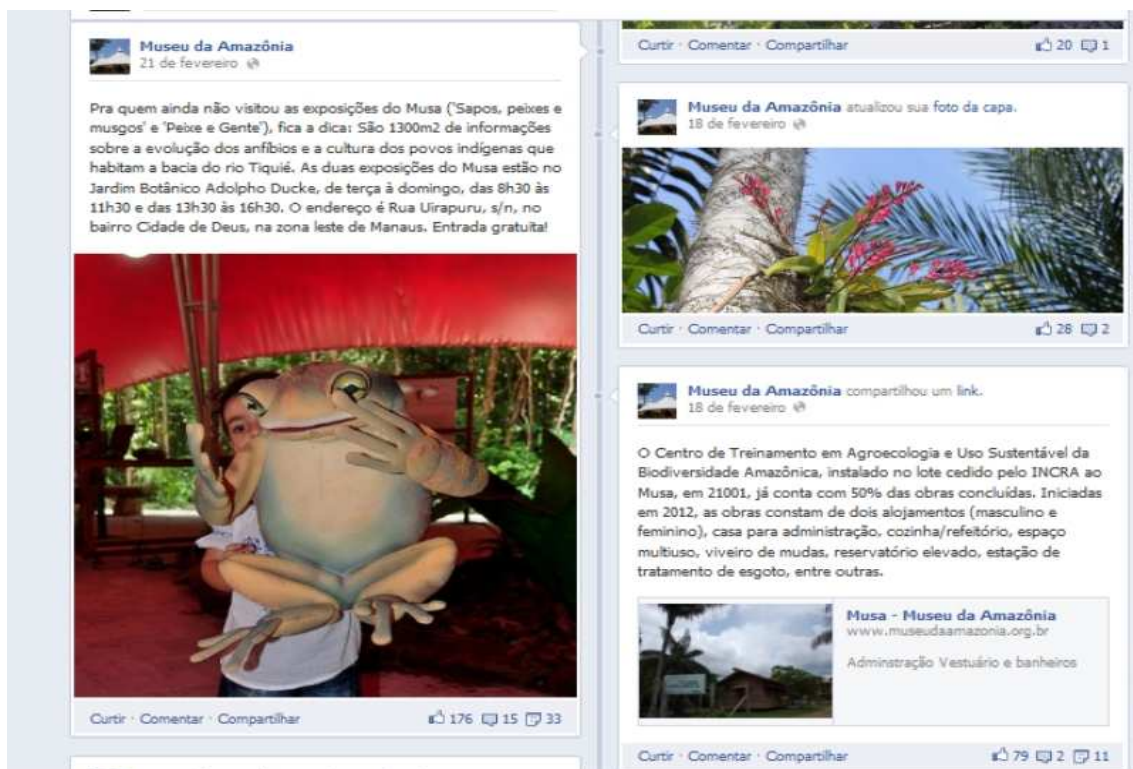 Museu da Amazônia
21 de fevereiro
Pra quem ainda não visitou as exposições do Musa ('Sapos, peixes e
musgos' e 'Peixe e Gente'), fica a dica: São 1300m2 de informações
sobre a evolução dos anfíbios e a cultura dos povos indígenas que
habitam a bacia do rio Tiquié. As duas exposições do Musa estão no
Jardim Botânico Adolpho Ducke, de terça à domingo, das 8h30 às
11h30 e das 13h30 às 16h30. O endereço é Rua Uirapuru, s/n, no
bairro Cidade de Deus, na zona leste de Manaus. Entrada gratuita!
Curtir · Comentar · Compartilhar 176 15 33
Curtir · Comentar · Compartilhar 20 1
Museu da Amazônia atualizou sua foto da capa.
18 de fevereiro
Curtir · Comentar · Compartilhar 28 2
Museu da Amazônia compartilhou um link.
18 de fevereiro
O Centro de Treinamento em Agroecologia e Uso Sustentável da
Biodiversidade Amazônica, instalado no lote cedido pelo INCRA ao
Musa, em 21001, já conta com 50% das obras concluídas. Iniciadas
em 2012, as obras constam de dois alojamentos (masculino e
feminino), casa para administração, cozinha/refeitório, espaço
multiuso, viveiro de mudas, reservatório elevado, estação de
tratamento de esgoto, entre outras.
Musa - Museu da Amazônia
www.museudaamazonia.org.br
Adminstração Vestuário e banheiros
Curtir · Comentar · Compartilhar 79 2 11